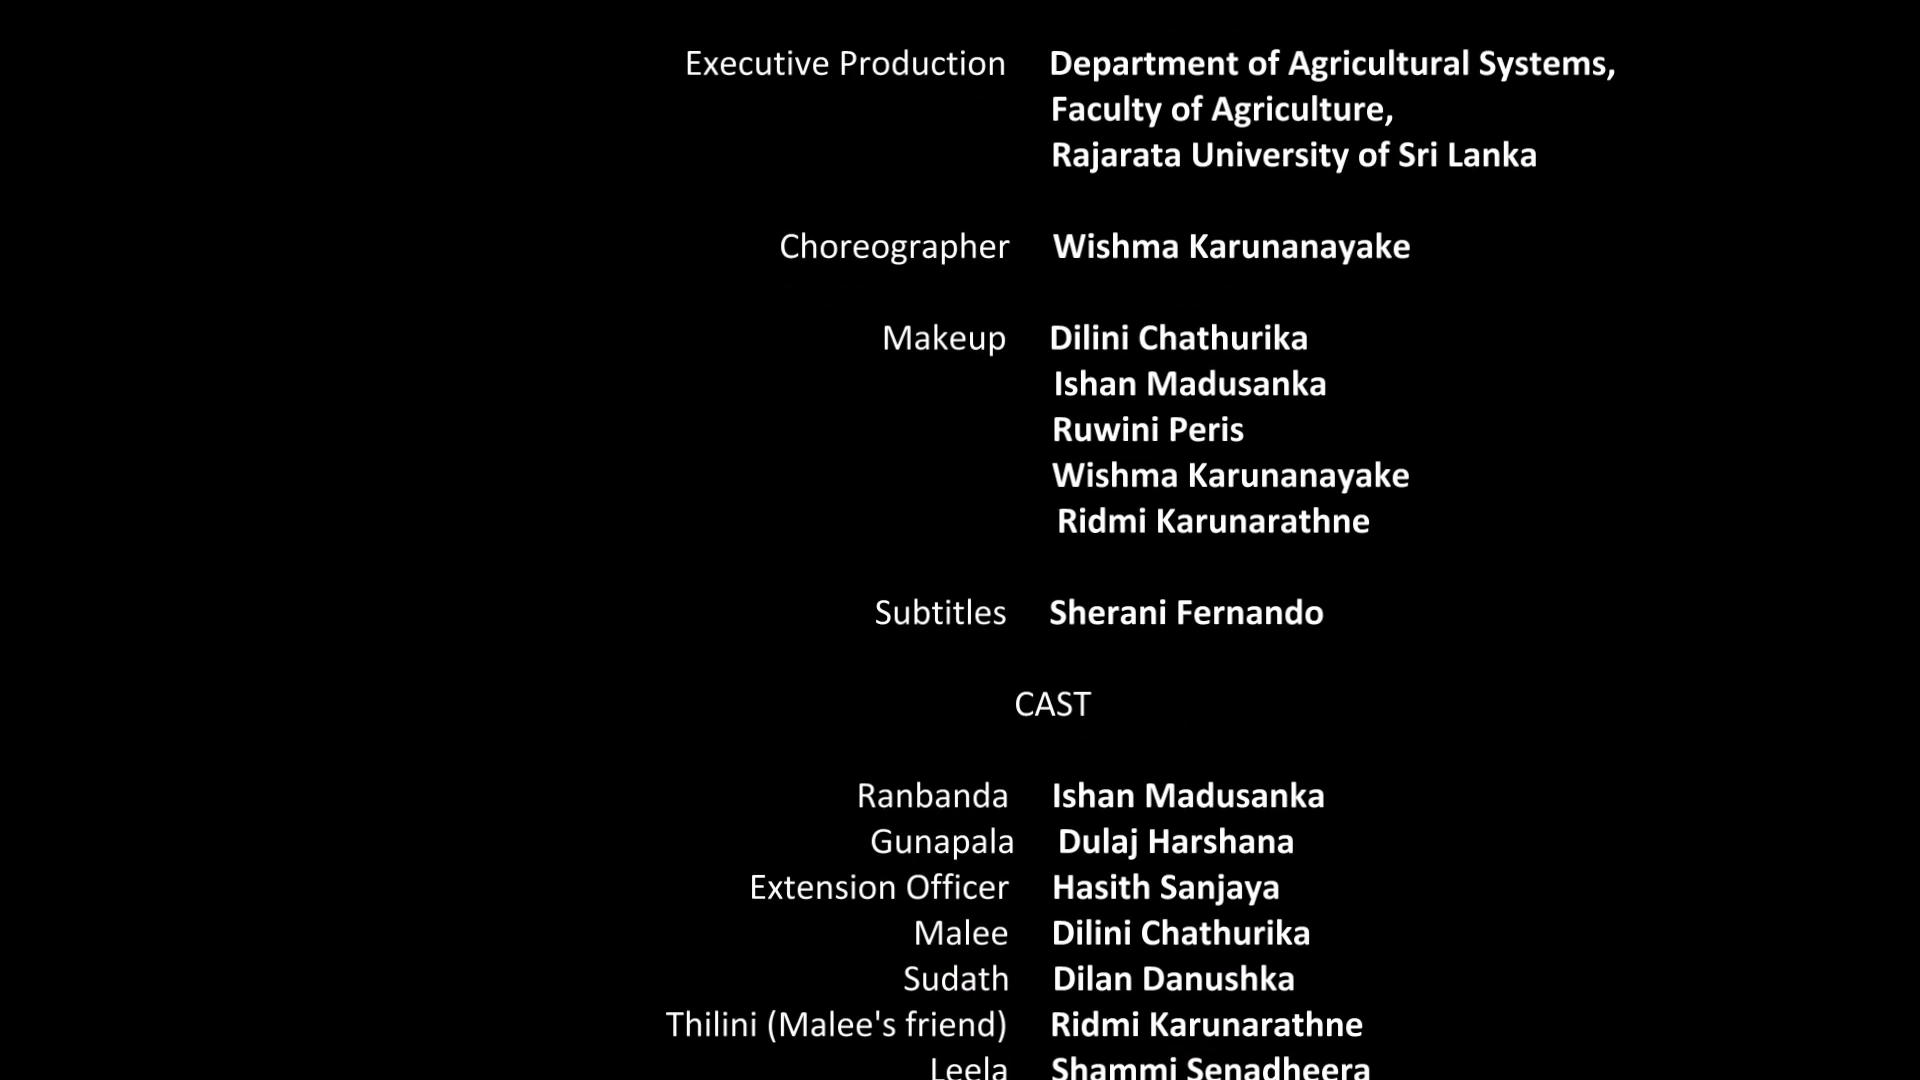 Executive Production Department of Agricultural Systems,
Faculty of Agriculture,
Rajarata University of Sri Lanka
Choreographer Wishma Karunanayake
Makeup Dilini Chathurika
Ishan Madusanka
Ruwini Peris
Wishma Karunanayake
Ridmi Karunarathne
Subtitles Sherani Fernando
CAST
Ranbanda Ishan Madusanka
Gunapala Dulaj Harshana
Extension Officer Hasith Sanjaya
Malee Dilini Chathurika
Sudath Dilan Danushka
Thilini (Malee's friend) Ridmi Karunarathne
Leela Shammi Senadheera